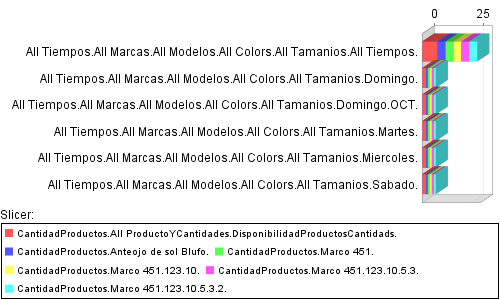 0 25
All Tiempos.All Marcas.All Modelos.All Colors.All Tamanios.All Tiempos.
All Tiempos.All Marcas.All Modelos.All Colors.All Tamanios.Domingo.
All Tiempos.All Marcas.All Modelos.All Colors.All Tamanios.Domingo.OCT.
All Tiempos.All Marcas.All Modelos.All Colors.All Tamanios.Martes.
All Tiempos.All Marcas.All Modelos.All Colors.All Tamanios.Miercoles.
All Tiempos.All Marcas.All Modelos.All Colors.All Tamanios.Sabado.
Slicer:
CantidadProductos.All ProductoYCantidades.DisponibilidadProductosCantidads.
CantidadProductos.Anteojo de sol Blufo. CantidadProductos.Marco 451.
CantidadProductos.Marco 451.123.10. CantidadProductos.Marco 451.123.10.5.3.
CantidadProductos.Marco 451.123.10.5.3.2.